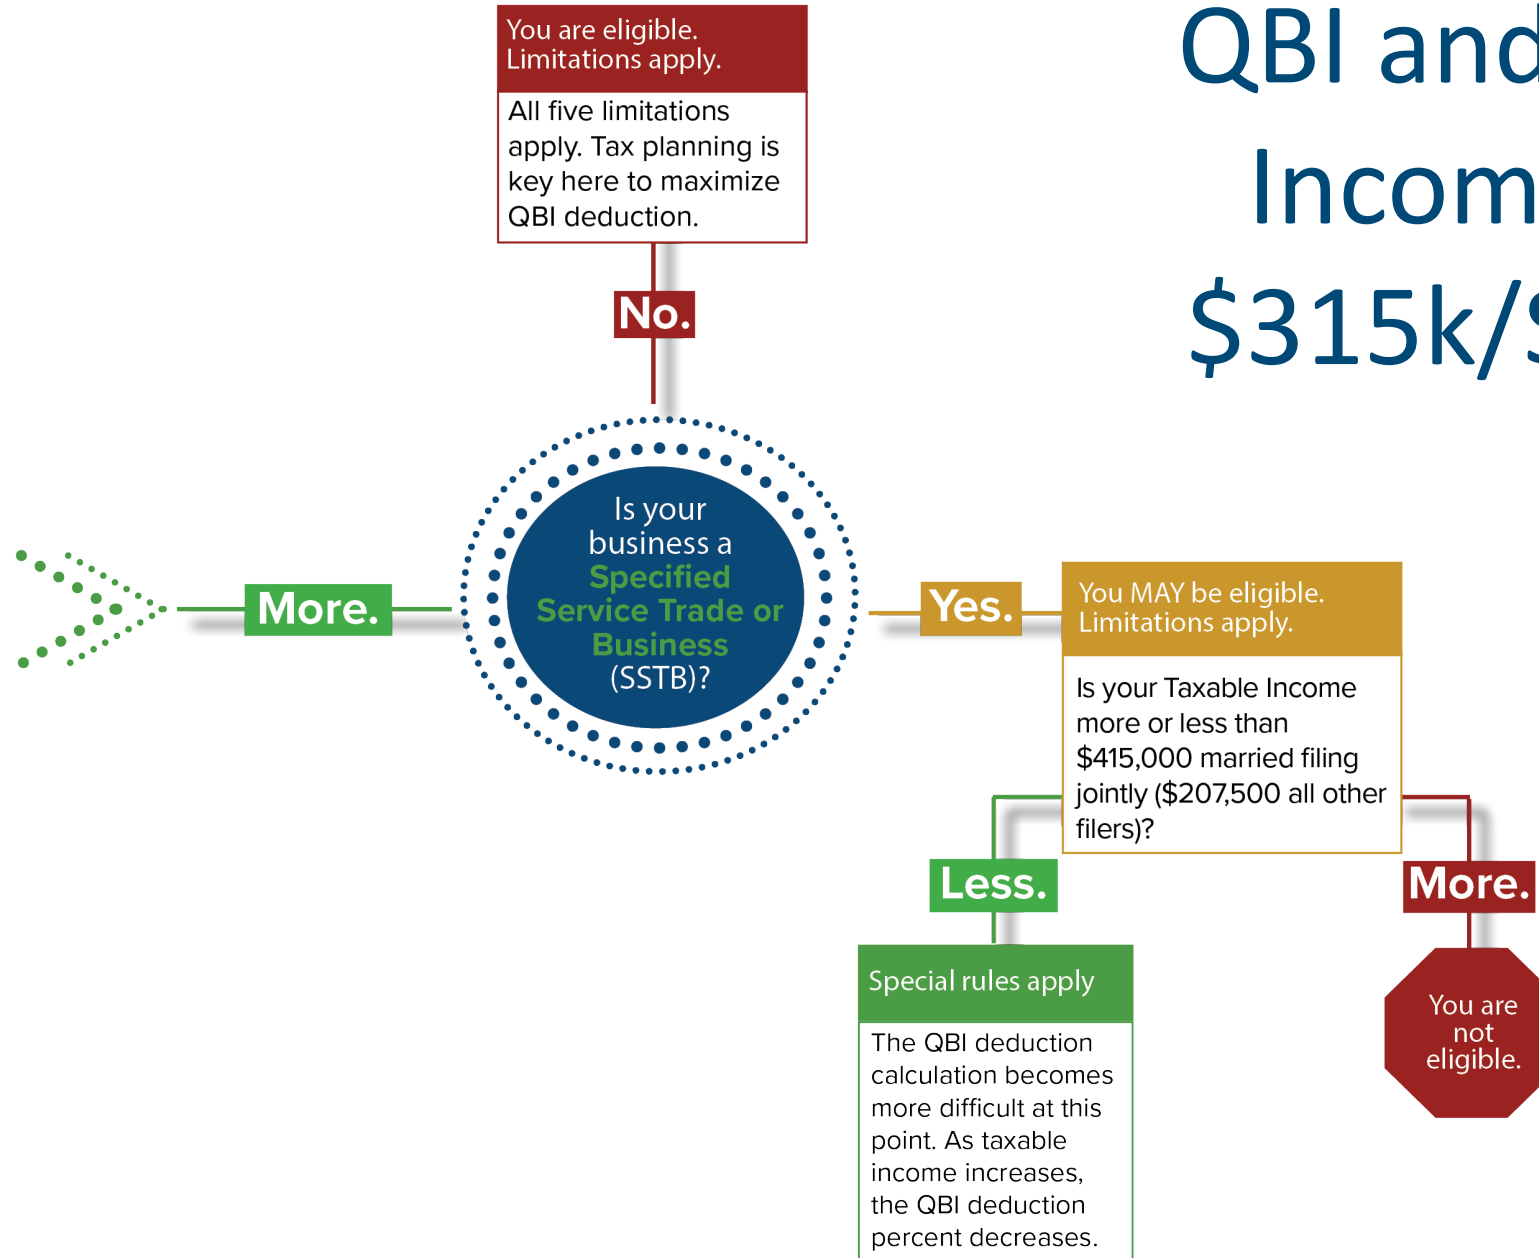 You are eligible.
Limitations apply.
All five limitations
apply. Tax planning is
key here to maximize
QBI deduction.
QBI and
Incom
$315k/$
No.
Is your
business a
Specified
Service Trade or
Business
(SSTB)?
More.
Yes.
You MAY be eligible.
Limitations apply.
Is your Taxable Income
more or less than
$415,000 married filing
jointly ($207,500 all other
filers)?
Less.
More.
Special rules apply
The QBI deduction
calculation becomes
more difficult at this
point. As taxable
income increases,
the QBI deduction
percent decreases.
You are
not
eligible.